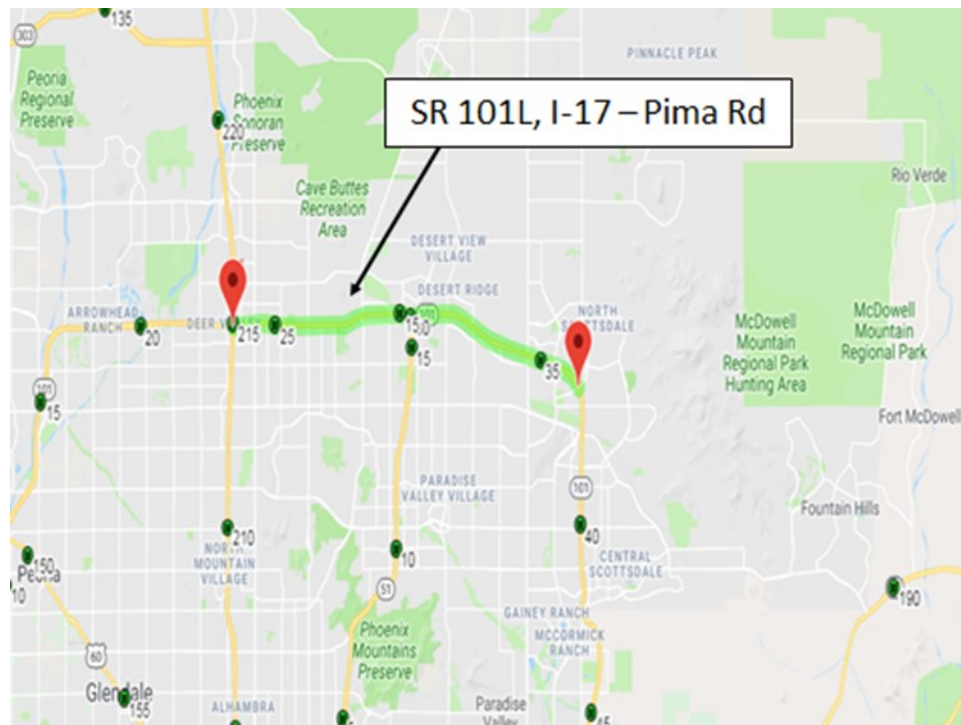 303
135
PINNACLE PEAK
Peoria
Regional
Preserve
Phoenix
Sonoran
Preserve
SR 101L, I-17 – Pima Rd
220
Rio Verde
Cave Buttes
Recreation
Area
DESERT VIEW
VILLAGE
DESERT RIDGE
ARROWHEAD
RANCH
20
215
25
15
101
NORTH
McDowell
Mountain
Regional Park
Hunting Area
McDowell
Mountain
Regional Park
15
35
101
15
Fort McDowell
PARADISE
VALLEY VILLAGE
101
Fountain Hills
210
NORTH
MOUNTAIN
VILLAGE
40
150
Peoria
10
10
CENTRAL
SCOTTSDALE
51
190
GAINEY RANCH
MCCORMICK
RANCH
Phoenix
Mountains
Preserve
60
Glendale
155
ALHAMBRA
Paradise
Valley
45